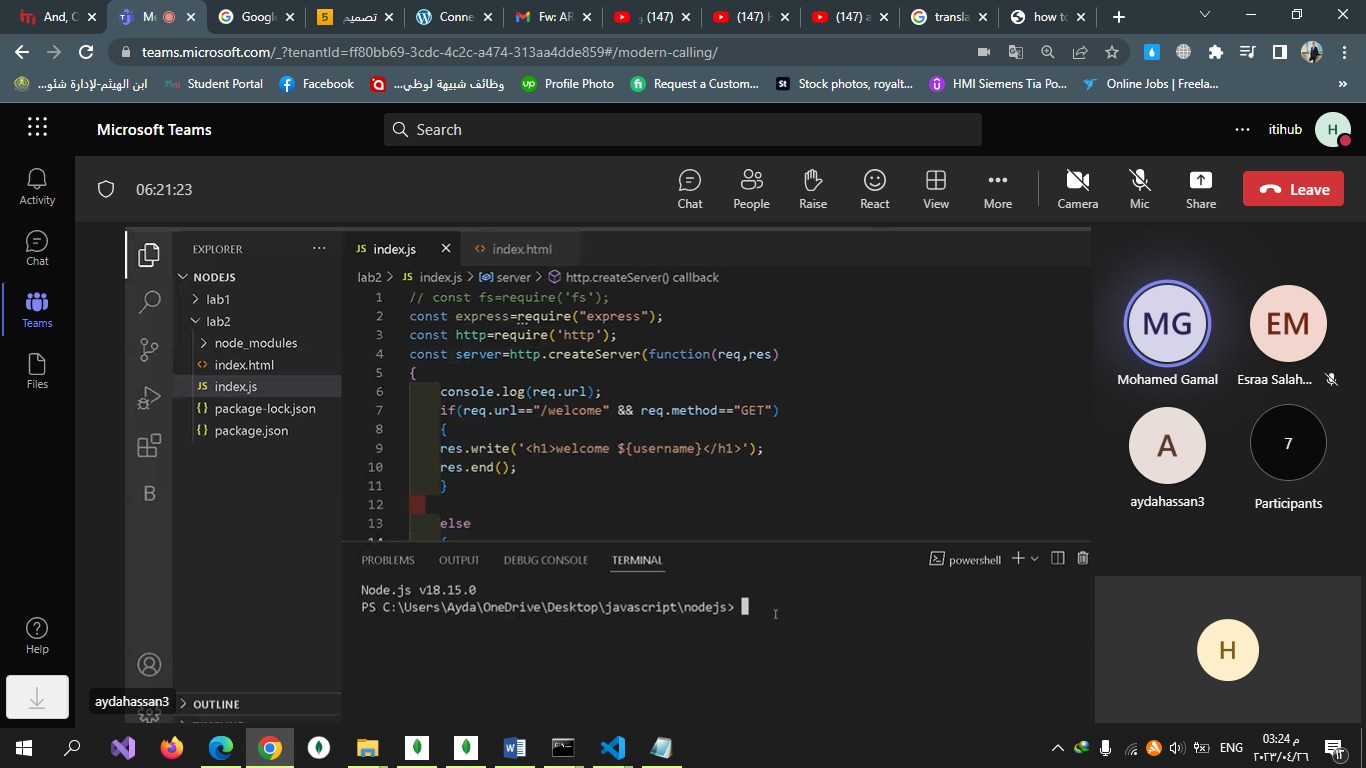 And, C
Me
Google
تصميم
Conne
Fw: AR
(147) و
(147) H
(147) a
transla
how to
teams.microsoft.com/_?tenantId=ff80bb69-3cdc-4c2c-a474-313aa4dde859#/modern-calling/
ابن الهيثم-لإدارة شئو...
Student Portal
Facebook
وظائف شبيهة لوظي...
Profile Photo
Request a Custom...
Stock photos, royalt...
HMI Siemens Tia Po...
Online Jobs | Freela...
»
Microsoft Teams
Search
itihub
H
Activity
Chat
Teams
Files
Help
06:21:23
Chat
People
Raise
React
View
More
Camera
Mic
Share
Leave
EXPLORER
NODEJS
lab1
lab2
node_modules
index.html
JS index.js
{} package-lock.json
{} package.json
B
OUTLINE
aydahassan3
JS index.js
index.html
lab2 > JS index.js > server > http.createServer() callback
1 // const fs=require('fs');
2 const express=require("express");
3 const http=require('http');
4 const server=http.createServer(function(req,res)
5 {
6 console.log(req.url);
7 if(req.url=="/welcome" && req.method=="GET")
8 {
9 res.write('<h1>welcome ${username}</h1>');
10 res.end();
11 }
12
13 else
14 {
PROBLEMS
OUTPUT
DEBUG CONSOLE
TERMINAL
powershell
Node.js v18.15.0
PS C:\Users\Ayda\OneDrive\Desktop\javascript\nodejs>
MG
Mohamed Gamal
EM
Esraa Salah...
A
aydahassan3
7
Participants
H
ENG
03:24 م
٢٠٢٣/٠٤/٢٦